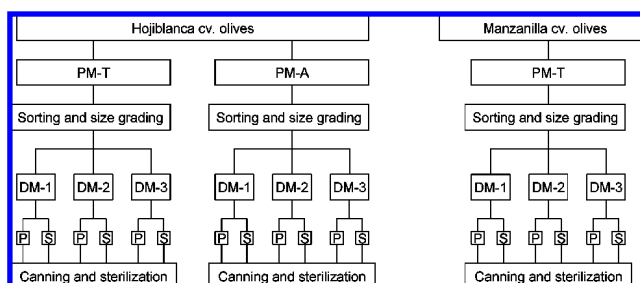 Hojiblanca cv. olives Manzanilla cv. olives
PM-T PM-A PM-T
Sorting and size grading Sorting and size grading Sorting and size grading
DM-1 DM-2 DM-3 DM-1 DM-2 DM-3 DM-1 DM-2 DM-3
P S P S P S P S P S P S P S P S P S
Canning and sterilization Canning and sterilization Canning and sterilization